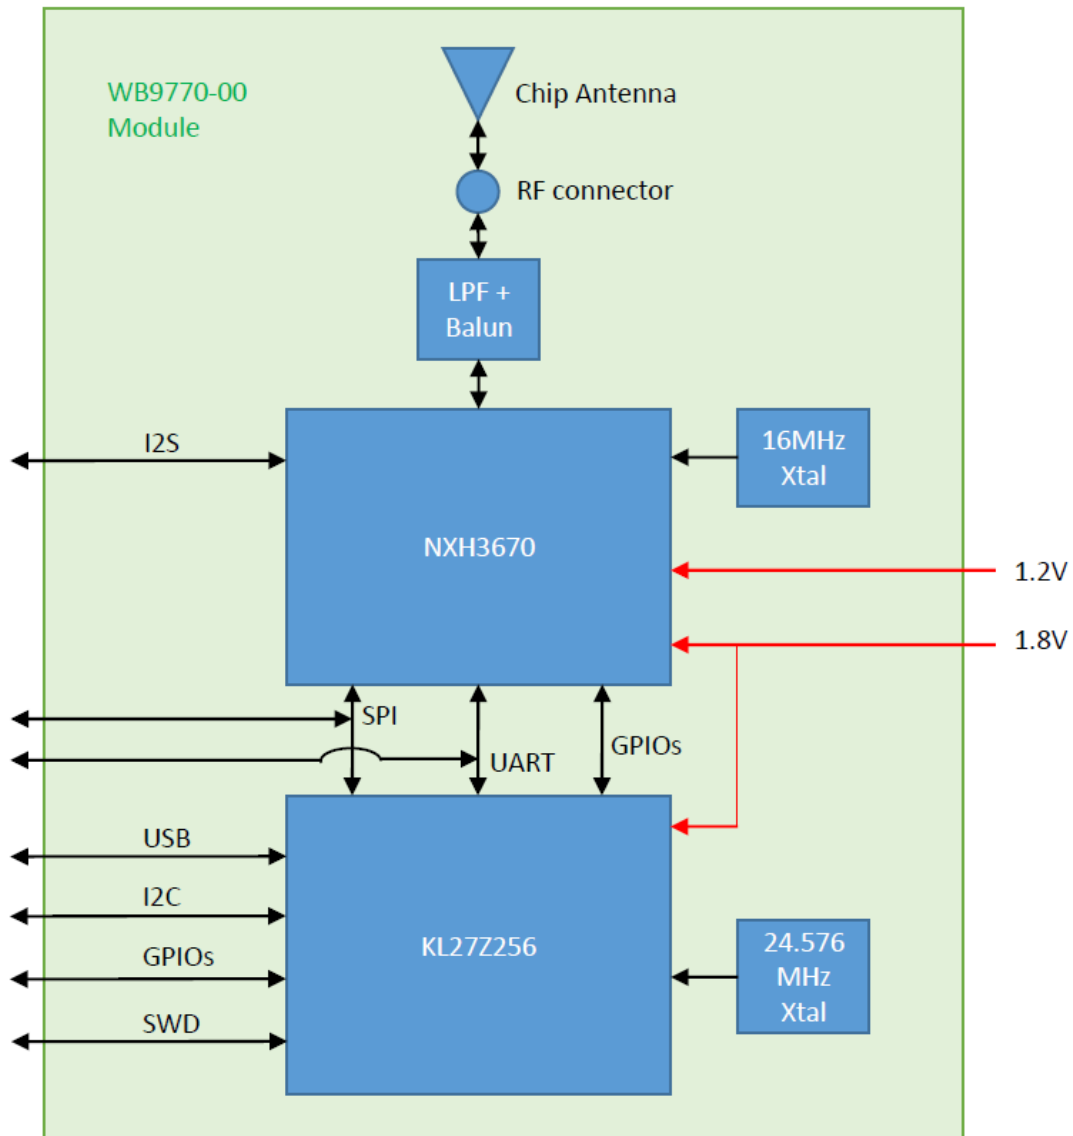 WB9770-00
Module
Chip Antenna
RF connector
LPF +
Balun
I2S
16MHz
Xtal
NXH3670
1.2V
1.8V
SPI
UART
GPIOs
USB
I2C
GPIOs
SWD
KL27Z256
24.576
MHz
Xtal